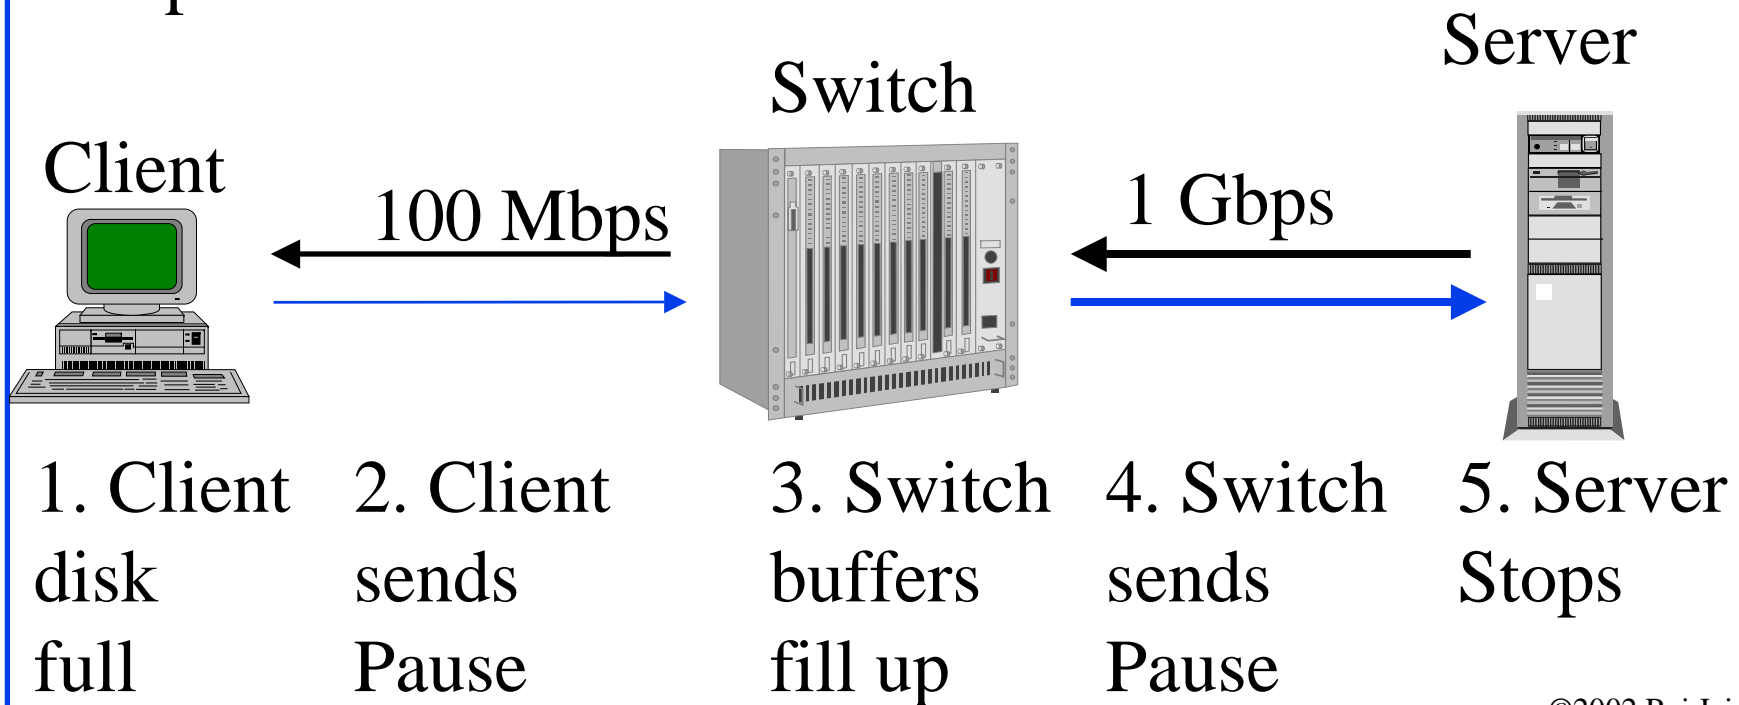 Server
Switch
Client
100 Mbps
1 Gbps
1. Client
disk
full
2. Client
sends
Pause
3. Switch
buffers
fill up
4. Switch
sends
Pause
5. Server
Stops